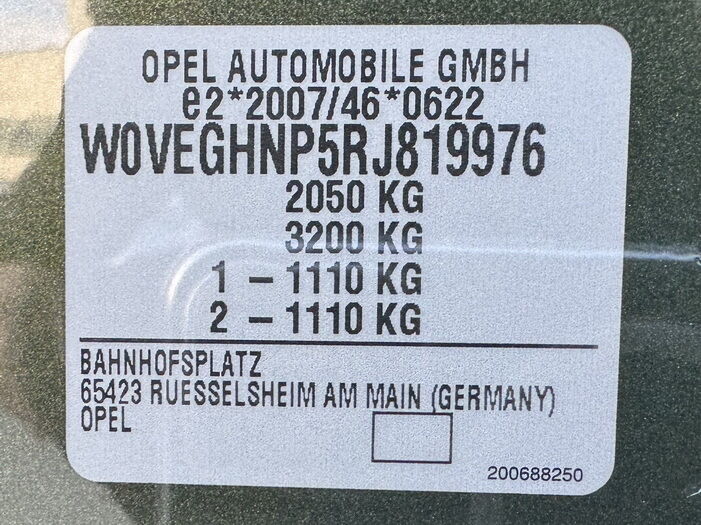 OPEL AUTOMOBILE GMBH
e2*2007/46*0622
W0VEGHNP5RJ819976
2050 KG
3200 KG
1 - 1110 KG
2 - 1110 KG
BAHNHOFSPLATZ
65423 RUESSELSHEIM AM MAIN (GERMANY)
OPEL
200688250